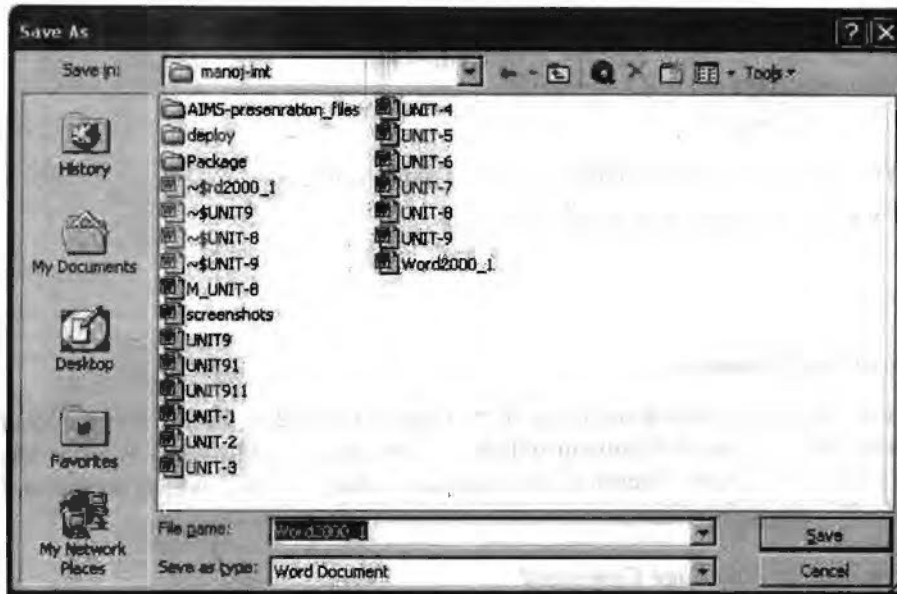 Save As
Save in: manoj-imt Tools
History
My Documents
Desktop
Favorites
My Network
Places
AIMS-presenration_files
deploy
Package
~$rd2000_1
~$UNIT9
~$UNIT-8
~$UNIT-9
M_UNIT-8
screenshots
UNIT9
UNIT91
UNIT911
UNIT-1
UNIT-2
UNIT-3
UNIT-4
UNIT-5
UNIT-6
UNIT-7
UNIT-8
UNIT-9
Word2000_1
File name: Word2000_1 Save
Save as type: Word Document Cancel